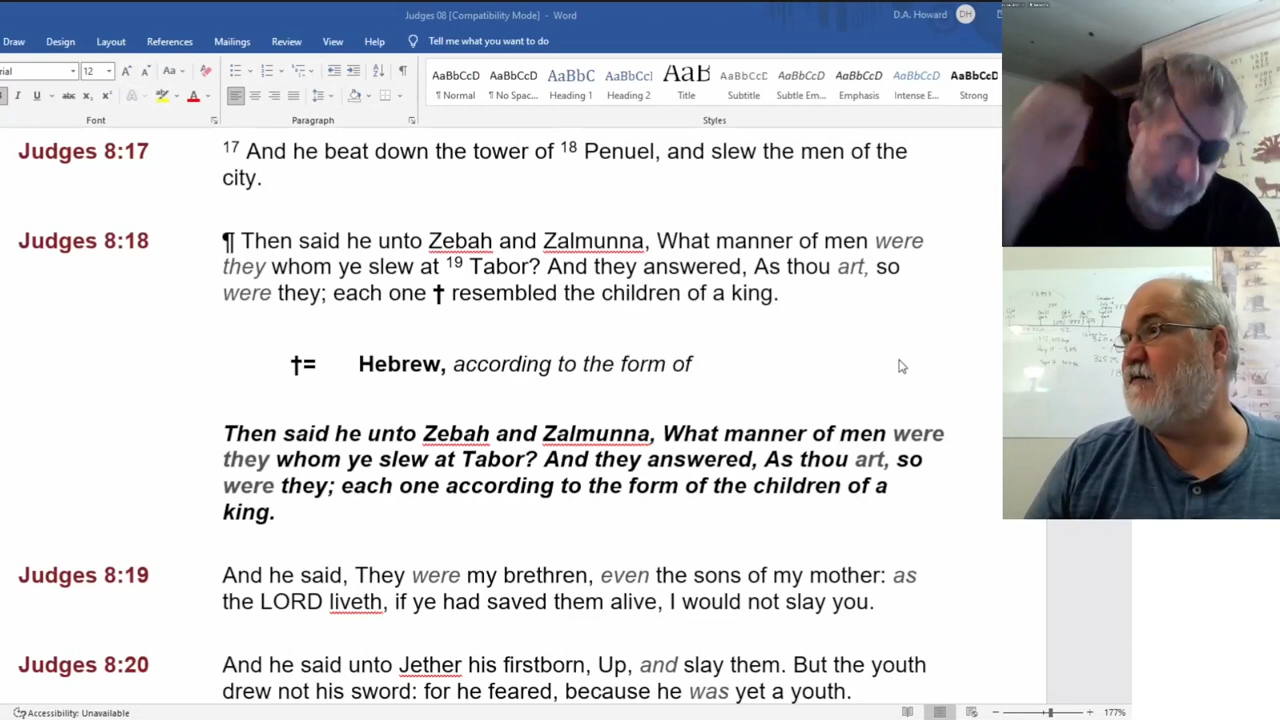 Judges 08 [Compatibility Mode] - Word
D.A. Howard DH
Draw Design Layout References Mailings Review View Help Tell me what you want to do
12
AaBbCcD AaBbCcD AaBbC AaBbCc AaB AaBbCcD AaBbCcD AaBbCcD AaBbCcD AaBbCcD
¶ Normal ¶ No Spac... Heading 1 Heading 2 Title Subtitle Subtle Em... Emphasis Intense E... Strong
Font Paragraph Styles
Judges 8:17 17 And he beat down the tower of 18 Penuel, and slew the men of the
city.
Judges 8:18 ¶ Then said he unto Zebah and Zalmunna, What manner of men were
they whom ye slew at 19 Tabor? And they answered, As thou art, so
were they; each one † resembled the children of a king.
†= Hebrew, according to the form of
Then said he unto Zebah and Zalmunna, What manner of men were
they whom ye slew at Tabor? And they answered, As thou art, so
were they; each one according to the form of the children of a
king.
Judges 8:19 And he said, They were my brethren, even the sons of my mother: as
the LORD liveth, if ye had saved them alive, I would not slay you.
Judges 8:20 And he said unto Jether his firstborn, Up, and slay them. But the youth
drew not his sword: for he feared, because he was yet a youth.
Accessibility: Unavailable 177%